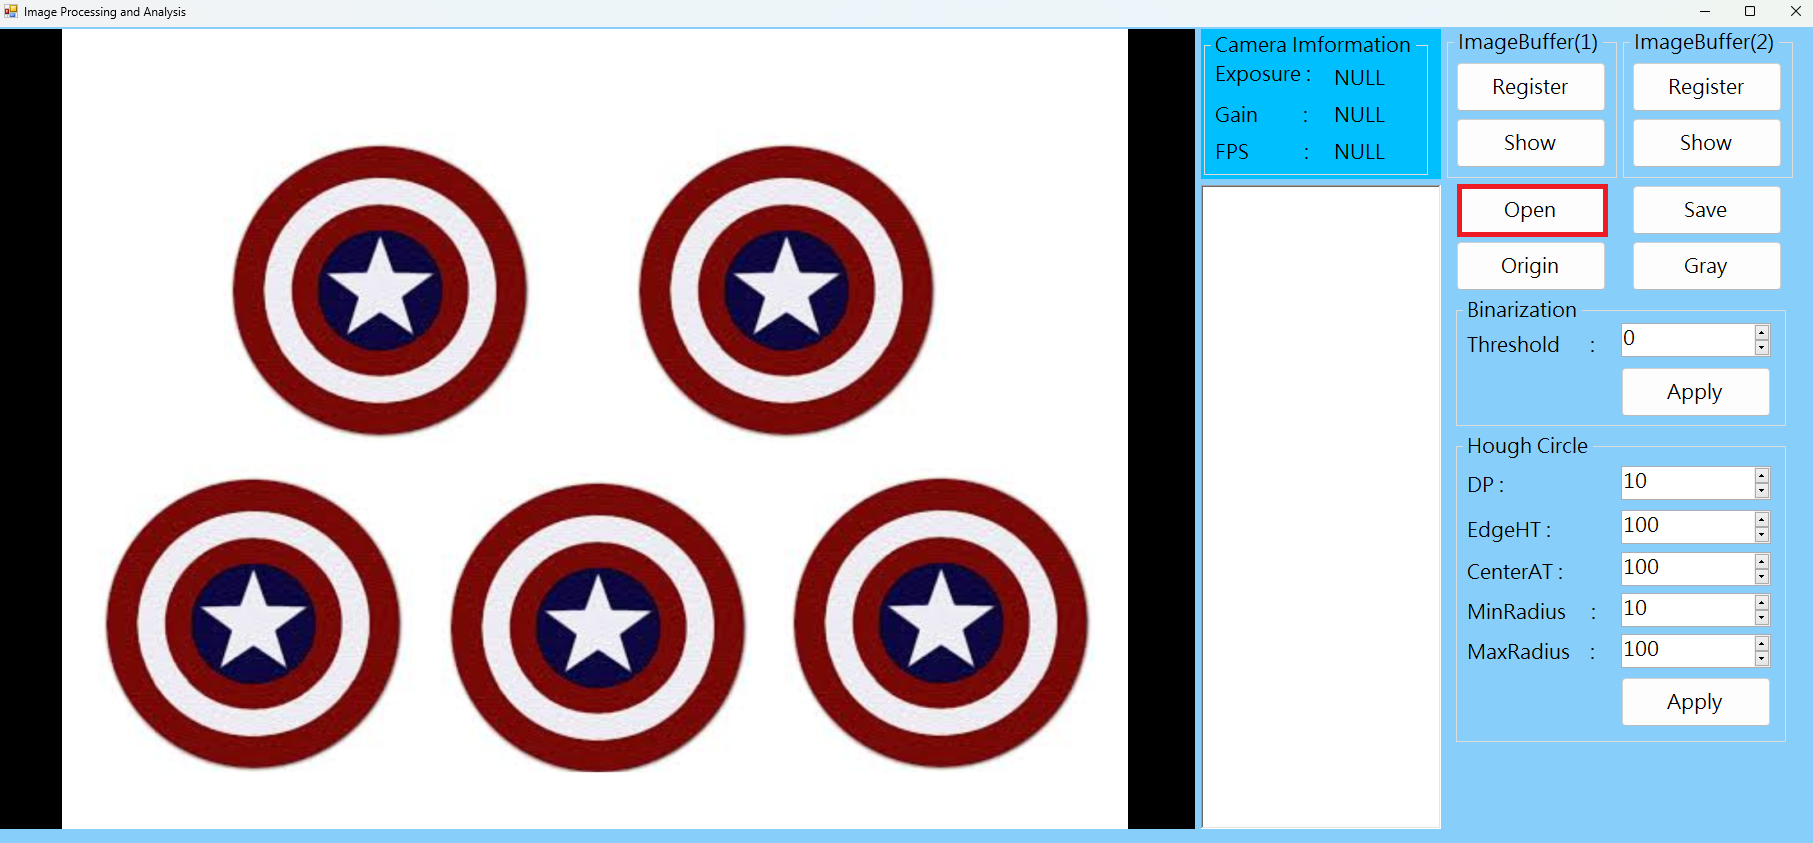 Image Processing and Analysis
Camera Imformation
Exposure : NULL
Gain : NULL
FPS : NULL
ImageBuffer(1)
Register
Show
ImageBuffer(2)
Register
Show
Open
Save
Origin
Gray
Binarization
Threshold : 0
Apply
Hough Circle
DP : 10
EdgeHT : 100
CenterAT : 100
MinRadius : 10
MaxRadius : 100
Apply